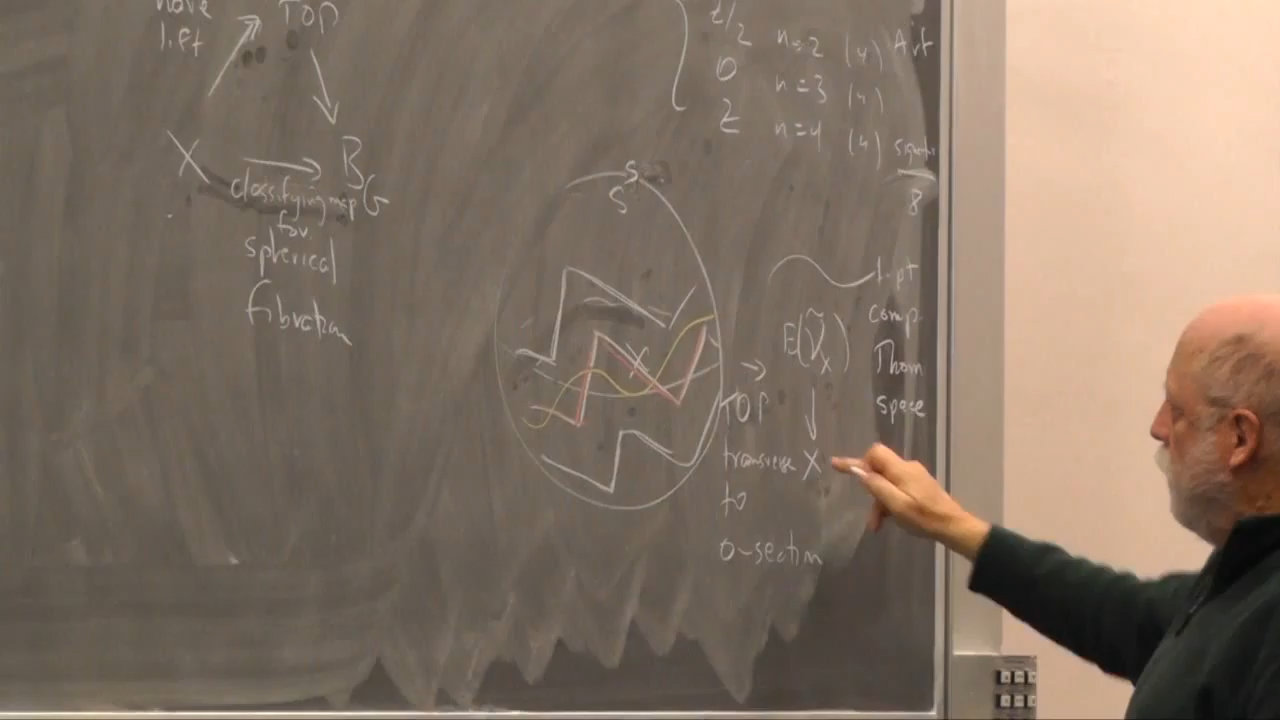 have
lift
TOP
X → B G
classifying map
for
spherical
fibration
Z/2 n=2 (4) Arf
0 n=3 (4)
Z n=4 (4)
8
S
S
X
1-pt
comp.
Thom
space
E(ν̃ₓ)
→
TOP
↓
transverse X
to
0-section